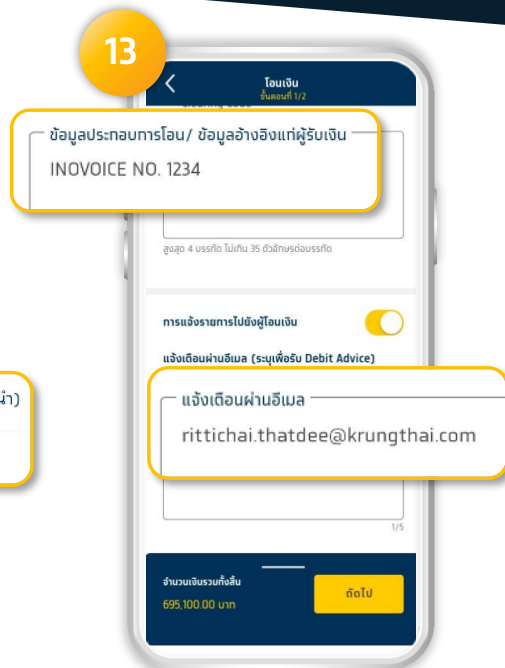 13
โอนเงิน
ขั้นตอนที่ 1/2
ข้อมูลประกอบการโอน/ ข้อมูลอ้างอิงแก่ผู้รับเงิน
INOVOICE NO. 1234
สูงสุด 4 บรรทัด ไม่เกิน 35 ตัวอักษรต่อบรรทัด
การแจ้งรายการไปยังผู้โอนเงิน
แจ้งเตือนผ่านอีเมล (ระบุเพื่อรับ Debit Advice)
แจ้งเตือนผ่านอีเมล
rittichai.thatdee@krungthai.com
1/5
จำนวนเงินรวมทั้งสิ้น
695,100.00 บาท
ถัดไป